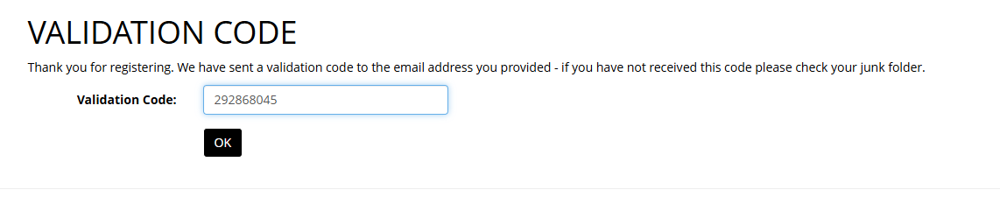 VALIDATION CODE
Thank you for registering. We have sent a validation code to the email address you provided - if you have not received this code please check your junk folder.
Validation Code: 292868045
OK